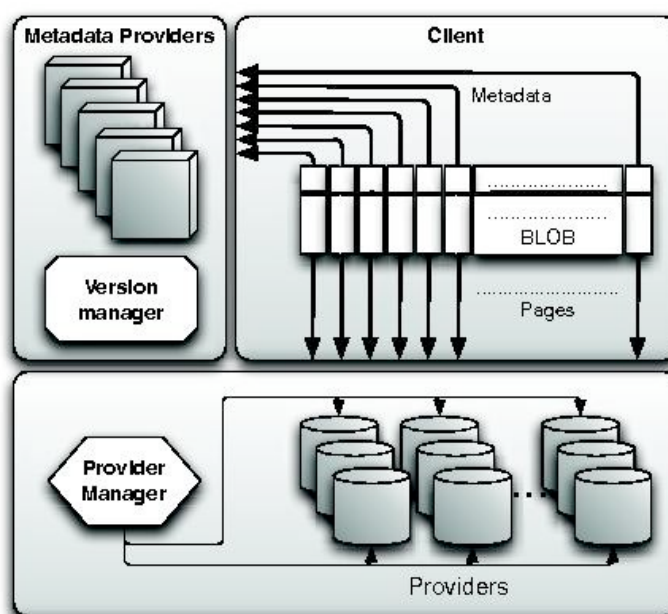 Metadata Providers
Version
manager
Client
Metadata
BLOB
Pages
Provider
Manager
Providers